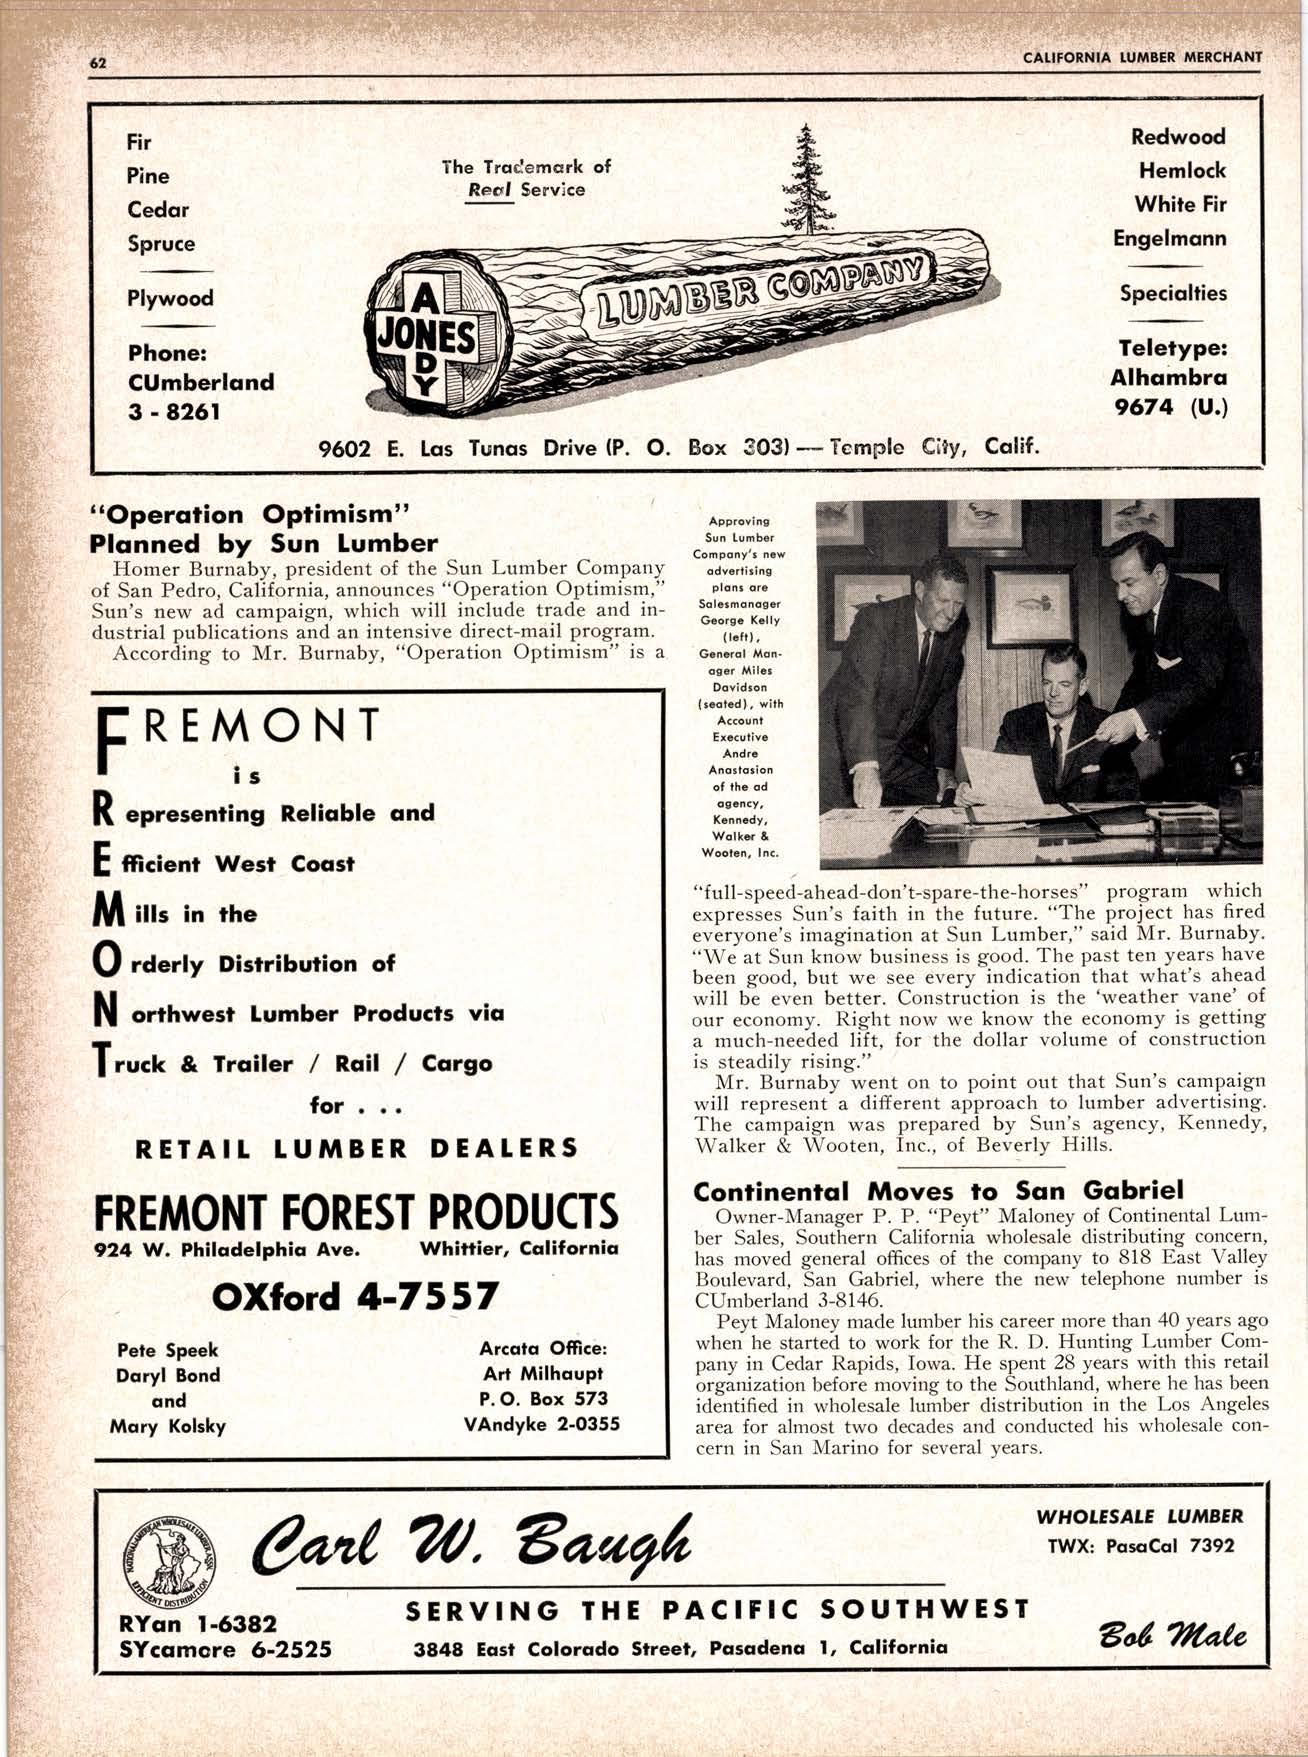 62
CALIFORNIA LUMBER MERCHANT
Fir
Pine
Cedar
Spruce
Plywood
Phone:
CUmberland
3 - 8261
The Trademark of
Real Service
A
JONES
D
Y
LUMBER COMPANY
Redwood
Hemlock
White Fir
Engelmann
Specialties
Teletype:
Alhambra
9674 (U.)
9602 E. Las Tunas Drive (P. O. Box 303) — Temple City, Calif.
"Operation Optimism"
Planned by Sun Lumber
Homer Burnaby, president of the Sun Lumber Company
of San Pedro, California, announces "Operation Optimism,"
Sun's new ad campaign, which will include trade and in-
dustrial publications and an intensive direct-mail program.
According to Mr. Burnaby, "Operation Optimism" is a
FREMONT
is
Representing Reliable and
Efficient West Coast
Mills in the
Orderly Distribution of
Northwest Lumber Products via
Truck & Trailer / Rail / Cargo
for . . .
RETAIL LUMBER DEALERS
FREMONT FOREST PRODUCTS
924 W. Philadelphia Ave. Whittier, California
OXford 4-7557
Pete Speek
Daryl Bond
and
Mary Kolsky
Arcata Office:
Art Milhaupt
P. O. Box 573
VAndyke 2-0355
Approving
Sun Lumber
Company's new
advertising
plans are
Salesmanager
George Kelly
(left),
General Man-
ager Miles
Davidson
(seated), with
Account
Executive
Andre
Anastasion
of the ad
agency,
Kennedy,
Walker &
Wooten, Inc.
"full-speed-ahead-don't-spare-the-horses" program which
expresses Sun's faith in the future. "The project has fired
everyone's imagination at Sun Lumber," said Mr. Burnaby.
"We at Sun know business is good. The past ten years have
been good, but we see every indication that what's ahead
will be even better. Construction is the 'weather vane' of
our economy. Right now we know the economy is getting
a much-needed lift, for the dollar volume of construction
is steadily rising."
Mr. Burnaby went on to point out that Sun's campaign
will represent a different approach to lumber advertising.
The campaign was prepared by Sun's agency, Kennedy,
Walker & Wooten, Inc., of Beverly Hills.
Continental Moves to San Gabriel
Owner-Manager P. P. "Peyt" Maloney of Continental Lum-
ber Sales, Southern California wholesale distributing concern,
has moved general offices of the company to 818 East Valley
Boulevard, San Gabriel, where the new telephone number is
CUmberland 3-8146.
Peyt Maloney made lumber his career more than 40 years ago
when he started to work for the R. D. Hunting Lumber Com-
pany in Cedar Rapids, Iowa. He spent 28 years with this retail
organization before moving to the Southland, where he has been
identified in wholesale lumber distribution in the Los Angeles
area for almost two decades and conducted his wholesale con-
cern in San Marino for several years.
NATIONAL-AMERICAN WHOLESALE LUMBER ASSN.
EFFICIENT DISTRIBUTION
RYan 1-6382
SYcamore 6-2525
Carl W. Baugh
SERVING THE PACIFIC SOUTHWEST
3848 East Colorado Street, Pasadena 1, California
WHOLESALE LUMBER
TWX: PasaCal 7392
Bob Male